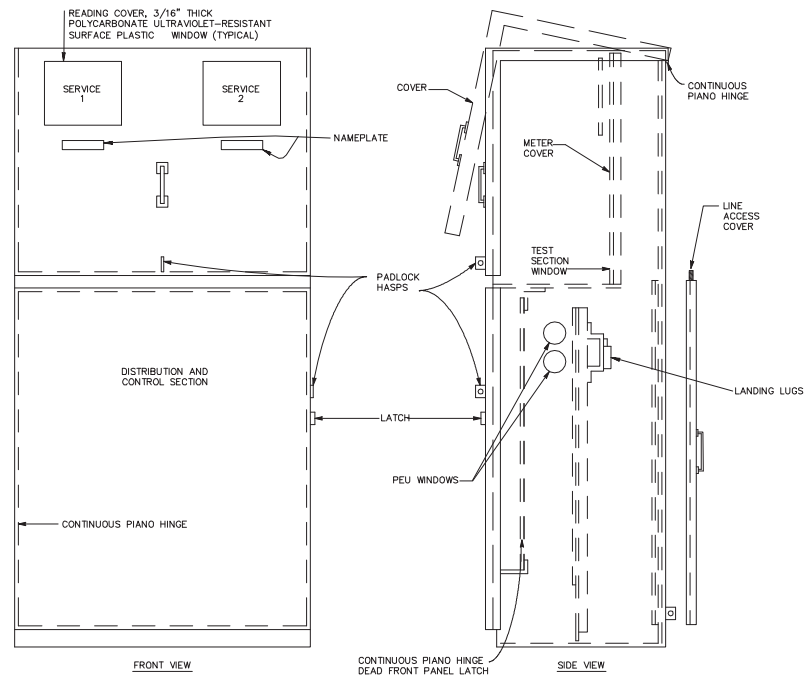 READING COVER, 3/16" THICK
POLYCARBONATE ULTRAVIOLET-RESISTANT
SURFACE PLASTIC WINDOW (TYPICAL)
SERVICE
1
SERVICE
2
NAMEPLATE
PADLOCK
HASPS
DISTRIBUTION AND
CONTROL SECTION
LATCH
CONTINUOUS PIANO HINGE
FRONT VIEW
COVER
CONTINUOUS
PIANO HINGE
METER
COVER
LINE
ACCESS
COVER
TEST
SECTION
WINDOW
LANDING LUGS
PEU WINDOWS
CONTINUOUS PIANO HINGE
DEAD FRONT PANEL LATCH
SIDE VIEW